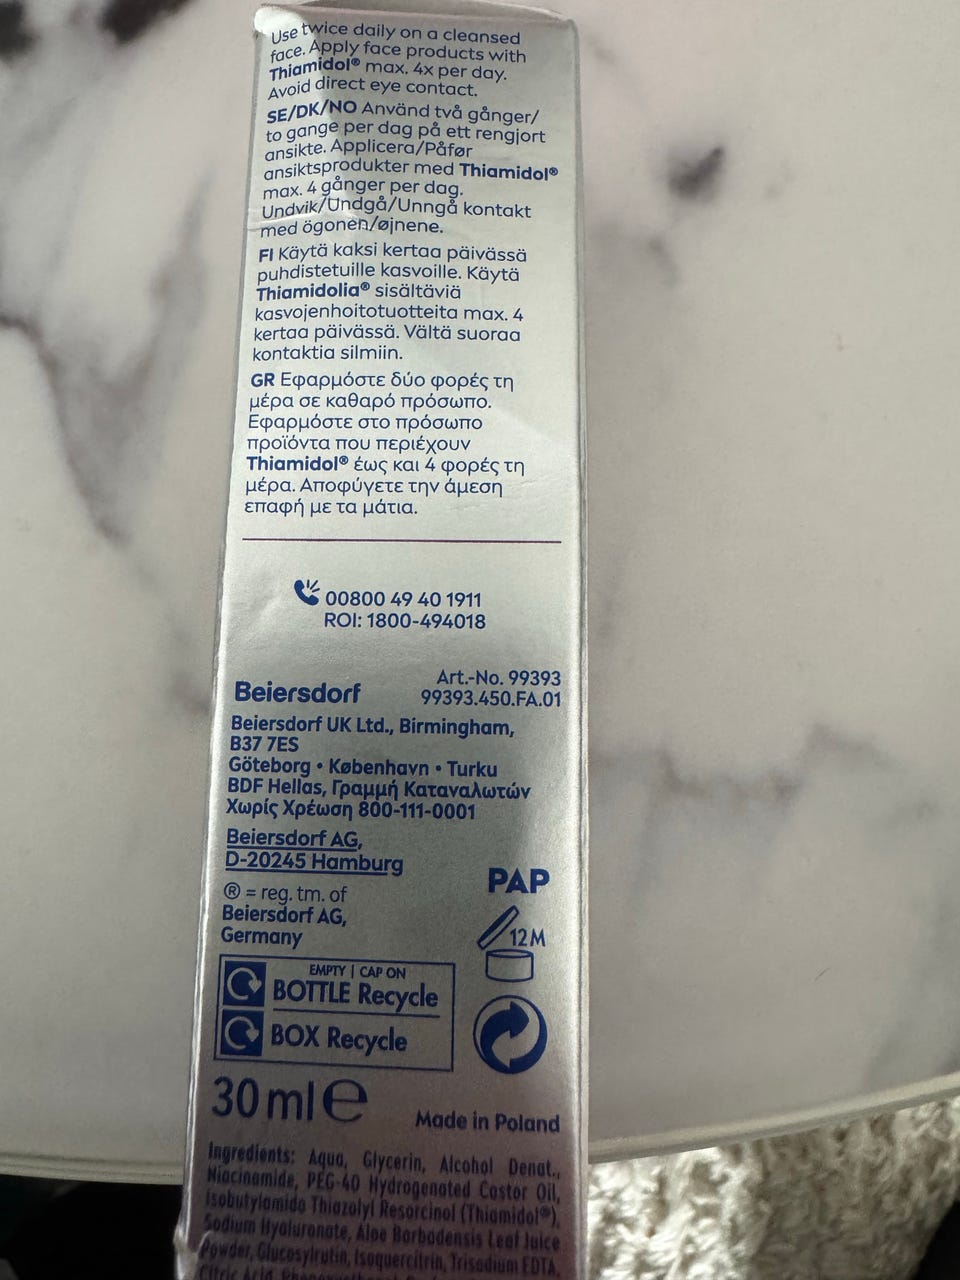 Use twice daily on a cleansed
face. Apply face products with
Thiamidol® max. 4x per day.
Avoid direct eye contact.
SE/DK/NO Använd två gånger/
to gange per dag på ett rengjort
ansikte. Applicera/Påfør
ansiktsprodukter med Thiamidol®
max. 4 gånger per dag.
Undvik/Undgå/Unngå kontakt
med ögonen/øjnene.
FI Käytä kaksi kertaa päivässä
puhdistetuille kasvoille. Käytä
Thiamidolia® sisältäviä
kasvojenhoitotuotteita max. 4
kertaa päivässä. Vältä suoraa
kontaktia silmiin.
GR Εφαρμόστε δύο φορές τη
μέρα σε καθαρό πρόσωπο.
Εφαρμόστε στο πρόσωπο
προϊόντα που περιέχουν
Thiamidol® έως και 4 φορές τη
μέρα. Αποφύγετε την άμεση
επαφή με τα μάτια.
00800 49 40 1911
ROI: 1800-494018
Art.-No. 99393
Beiersdorf 99393.450.FA.01
Beiersdorf UK Ltd., Birmingham,
B37 7ES
Göteborg • København • Turku
BDF Hellas, Γραμμή Καταναλωτών
Χωρίς Χρέωση 800-111-0001
Beiersdorf AG,
D-20245 Hamburg
PAP
® = reg. tm. of
Beiersdorf AG,
Germany
12M
EMPTY | CAP ON
BOTTLE Recycle
BOX Recycle
30 ml e
Made in Poland
Ingredients: Aqua, Glycerin, Alcohol Denat.,
Niacinamide, PEG-40 Hydrogenated Castor Oil,
Isobutylamido Thiazolyl Resorcinol (Thiamidol®),
Sodium Hyaluronate, Aloe Barbadensis Leaf Juice
Powder, Glucosylrutin, Isoquercitrin, Trisodium EDTA,
Citric Acid,